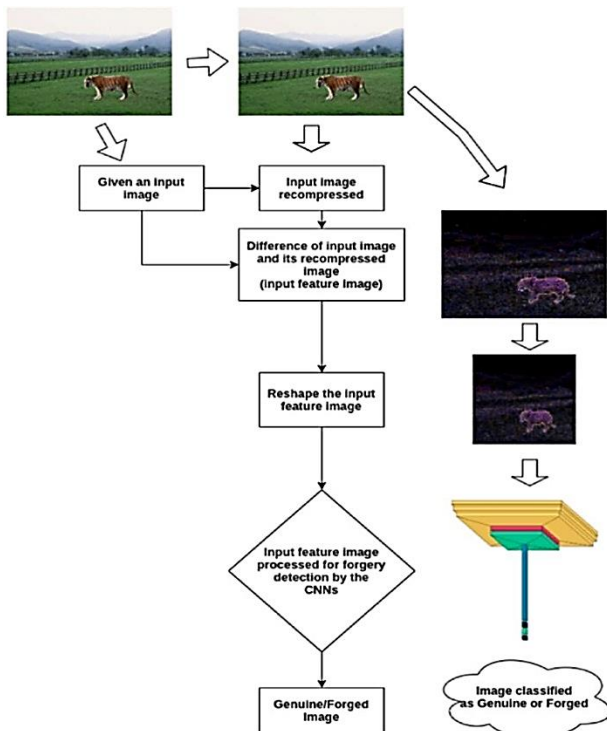 Given an input
image
Input image
recompressed
Difference of input image
and its recompressed
image
(input feature image)
Reshape the input
feature image
Input feature image
processed for forgery
detection by the
CNNs
Genuine/Forged
Image
Image classified
as Genuine or Forged